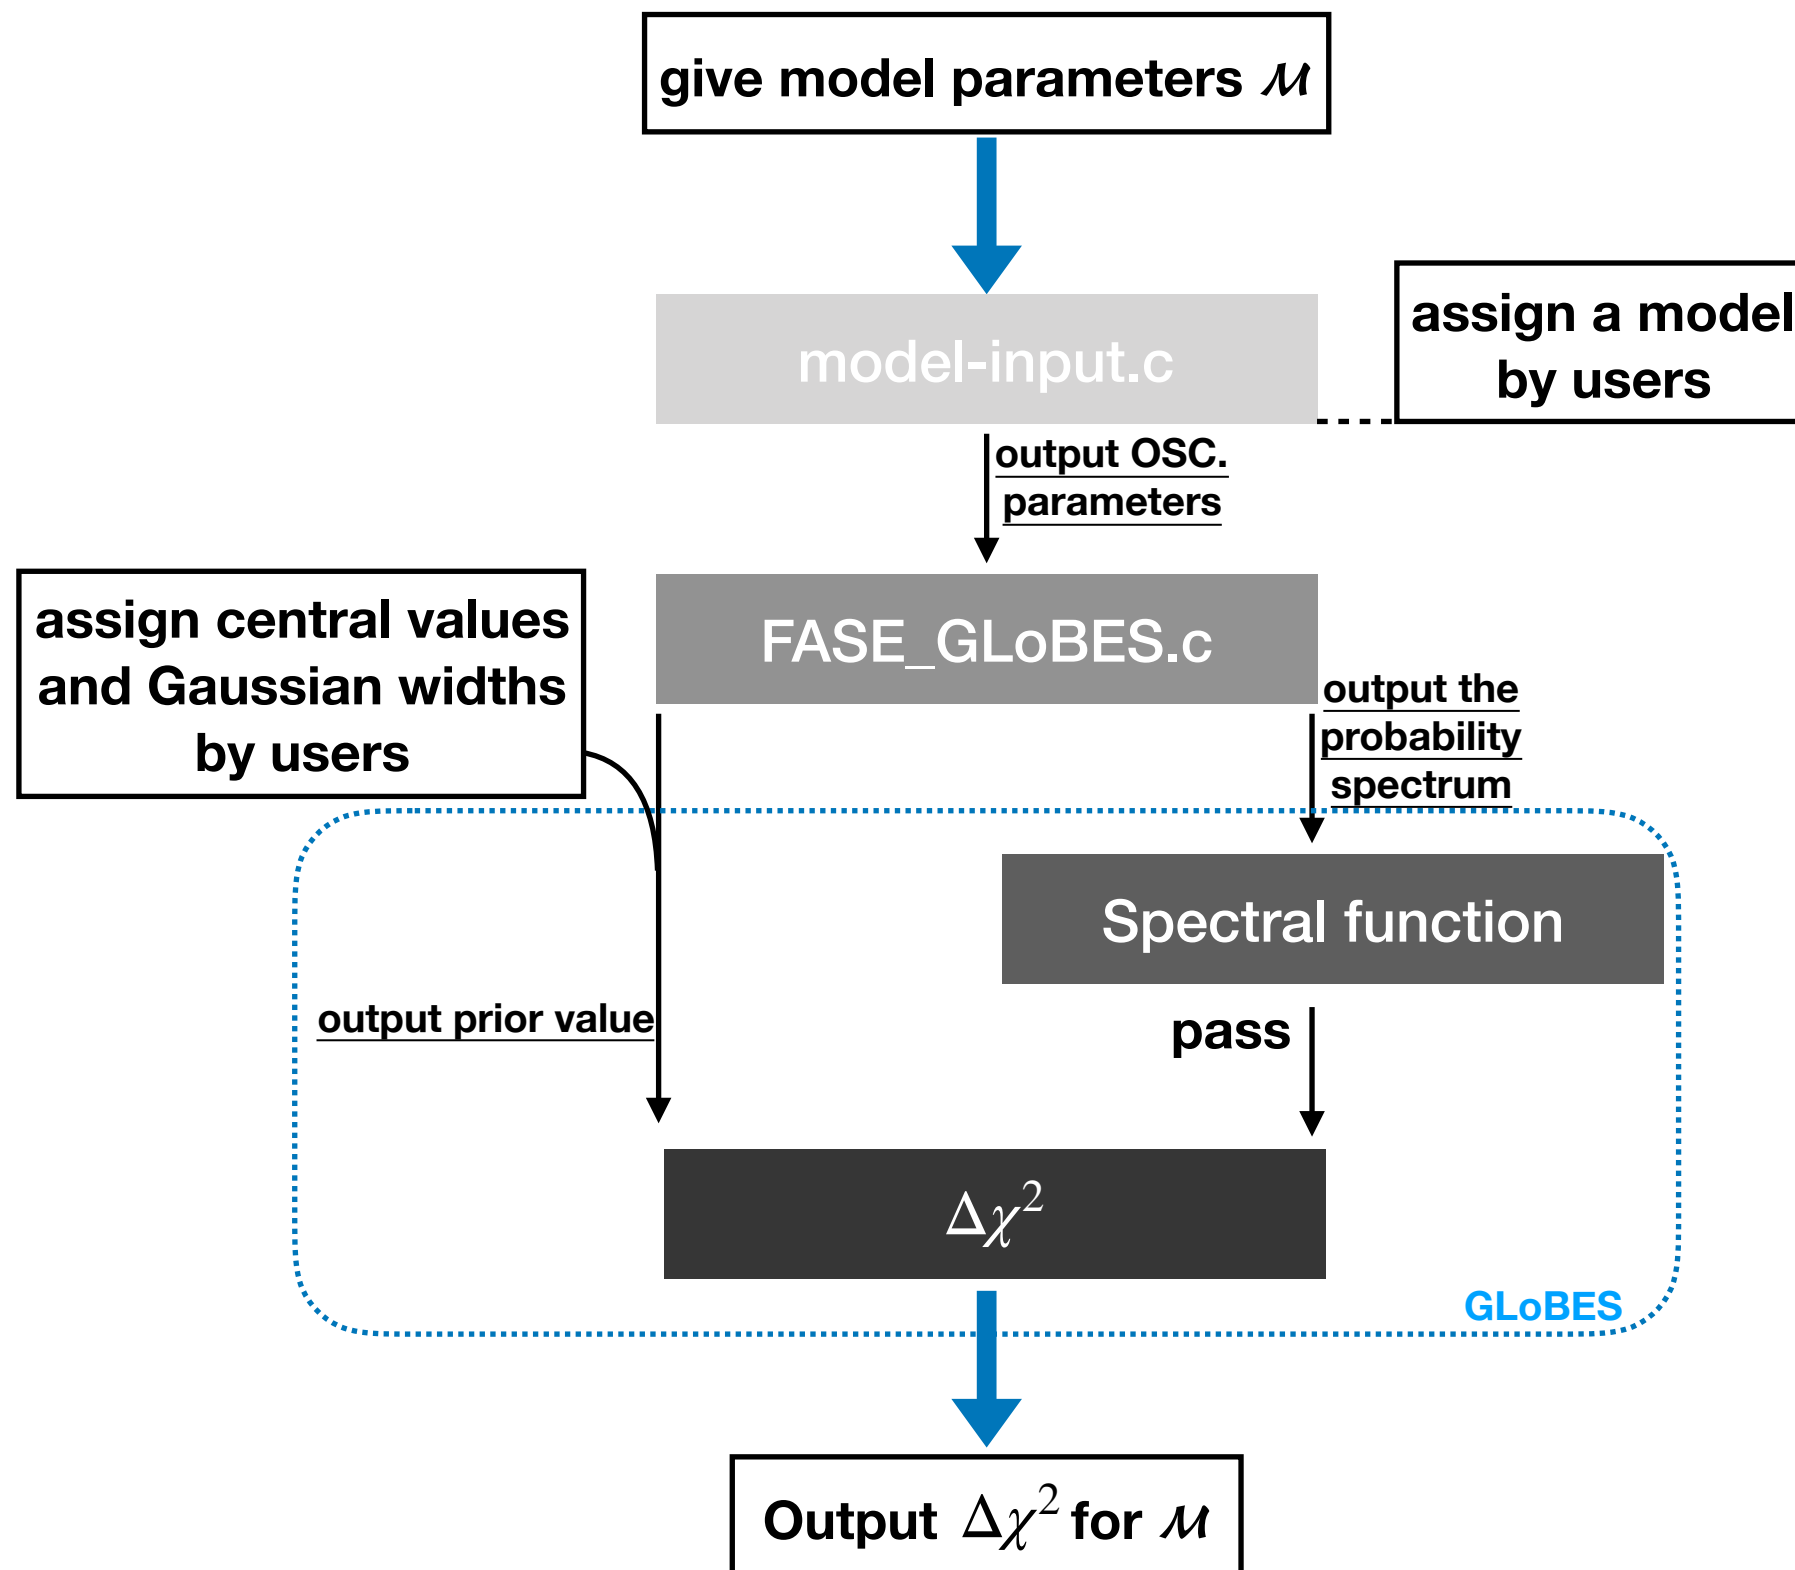 give model parameters ℳ
model-input.c
assign a model
by users
output OSC.
parameters
assign central values
and Gaussian widths
by users
FASE_GLoBES.c
output the
probability
spectrum
Spectral function
output prior value
pass
Δχ²
GLoBES
Output Δχ² for ℳ